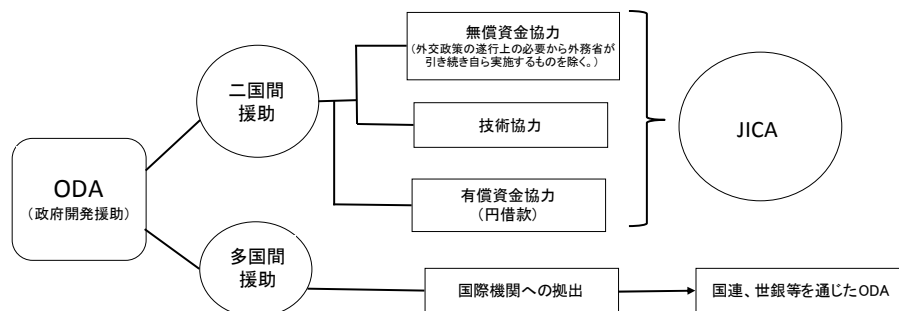 ODA
(政府開発援助)
二国間
援助
無償資金協力
(外交政策の遂行上の必要から外務省が
引き続き自ら実施するものを除く。)
技術協力
有償資金協力
(円借款)
JICA
多国間
援助
国際機関への拠出
国連、世銀等を通じたODA